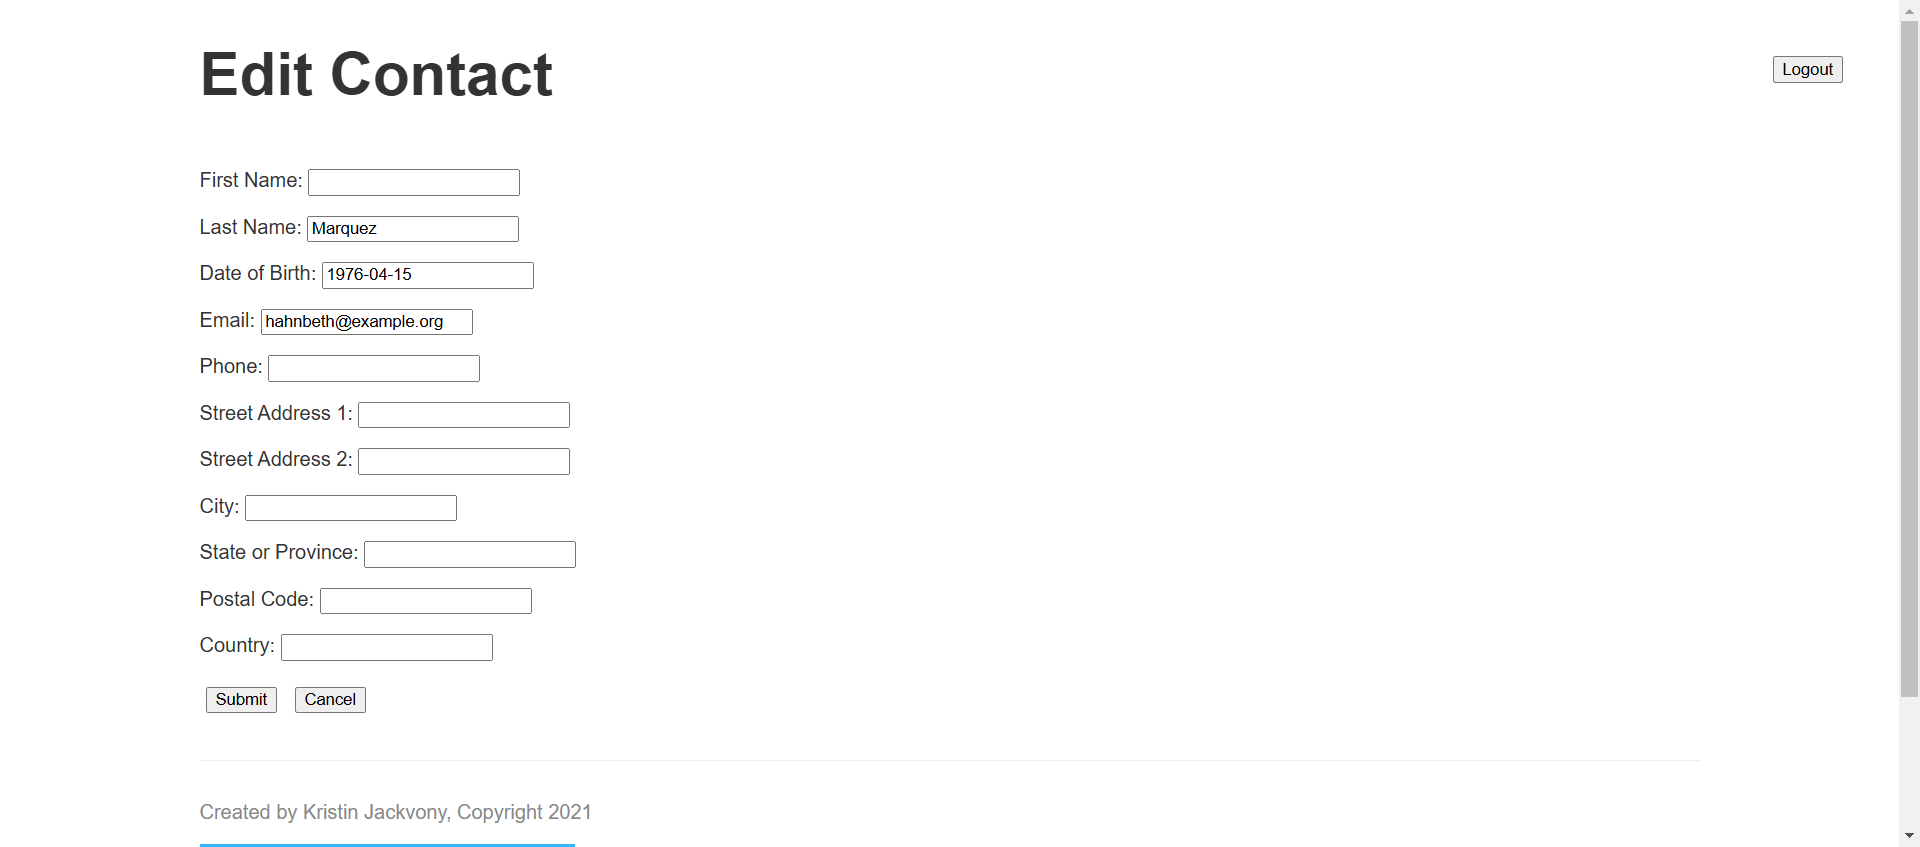 Edit Contact
Logout
First Name:
Last Name: Marquez
Date of Birth: 1976-04-15
Email: hahnbeth@example.org
Phone:
Street Address 1:
Street Address 2:
City:
State or Province:
Postal Code:
Country:
Submit Cancel
Created by Kristin Jackvony, Copyright 2021